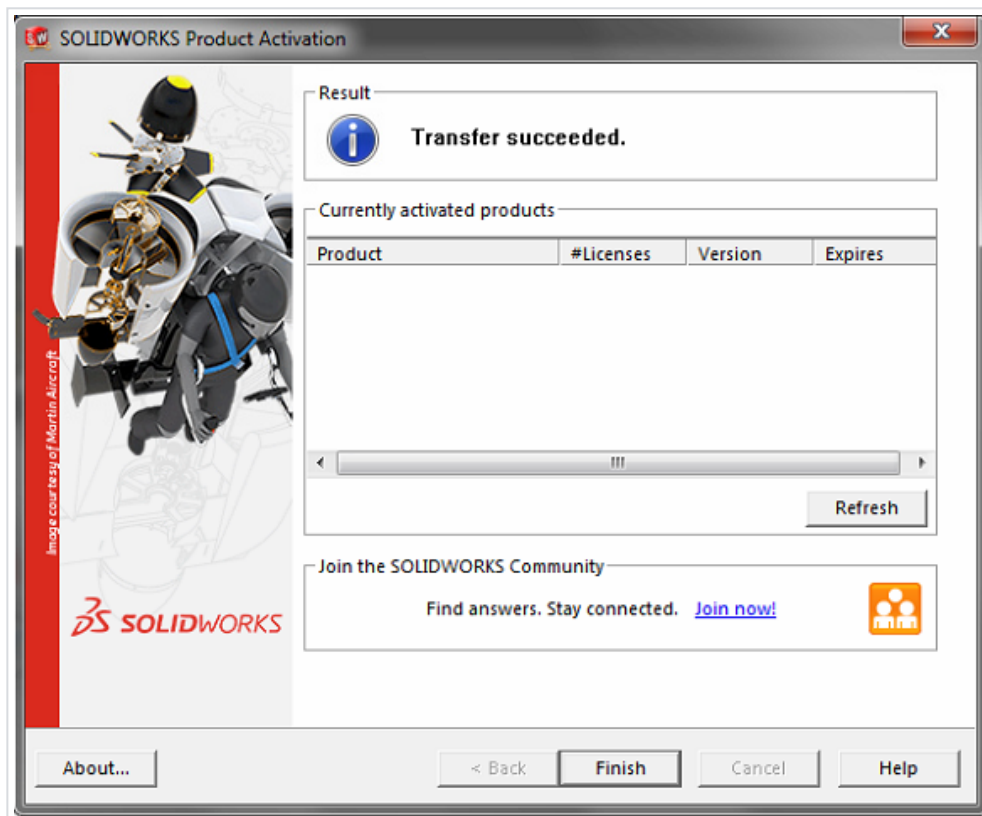 SOLIDWORKS Product Activation
Result
Transfer succeeded.
Currently activated products
Product #Licenses Version Expires
Refresh
Image courtesy of Martin Aircraft
Join the SOLIDWORKS Community
Find answers. Stay connected. Join now!
SOLIDWORKS
About... < Back Finish Cancel Help